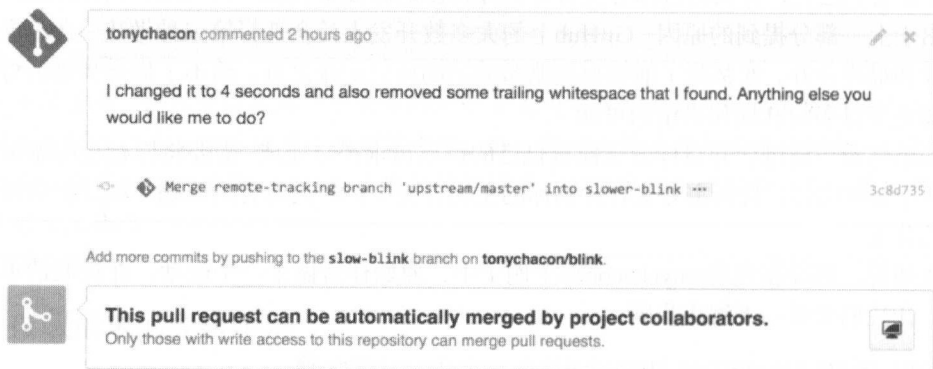 tonychacon commented 2 hours ago
I changed it to 4 seconds and also removed some trailing whitespace that I found. Anything else you
would like me to do?
Merge remote-tracking branch 'upstream/master' into slower-blink ... 3c8d735
Add more commits by pushing to the slow-blink branch on tonychacon/blink.
This pull request can be automatically merged by project collaborators.
Only those with write access to this repository can merge pull requests.